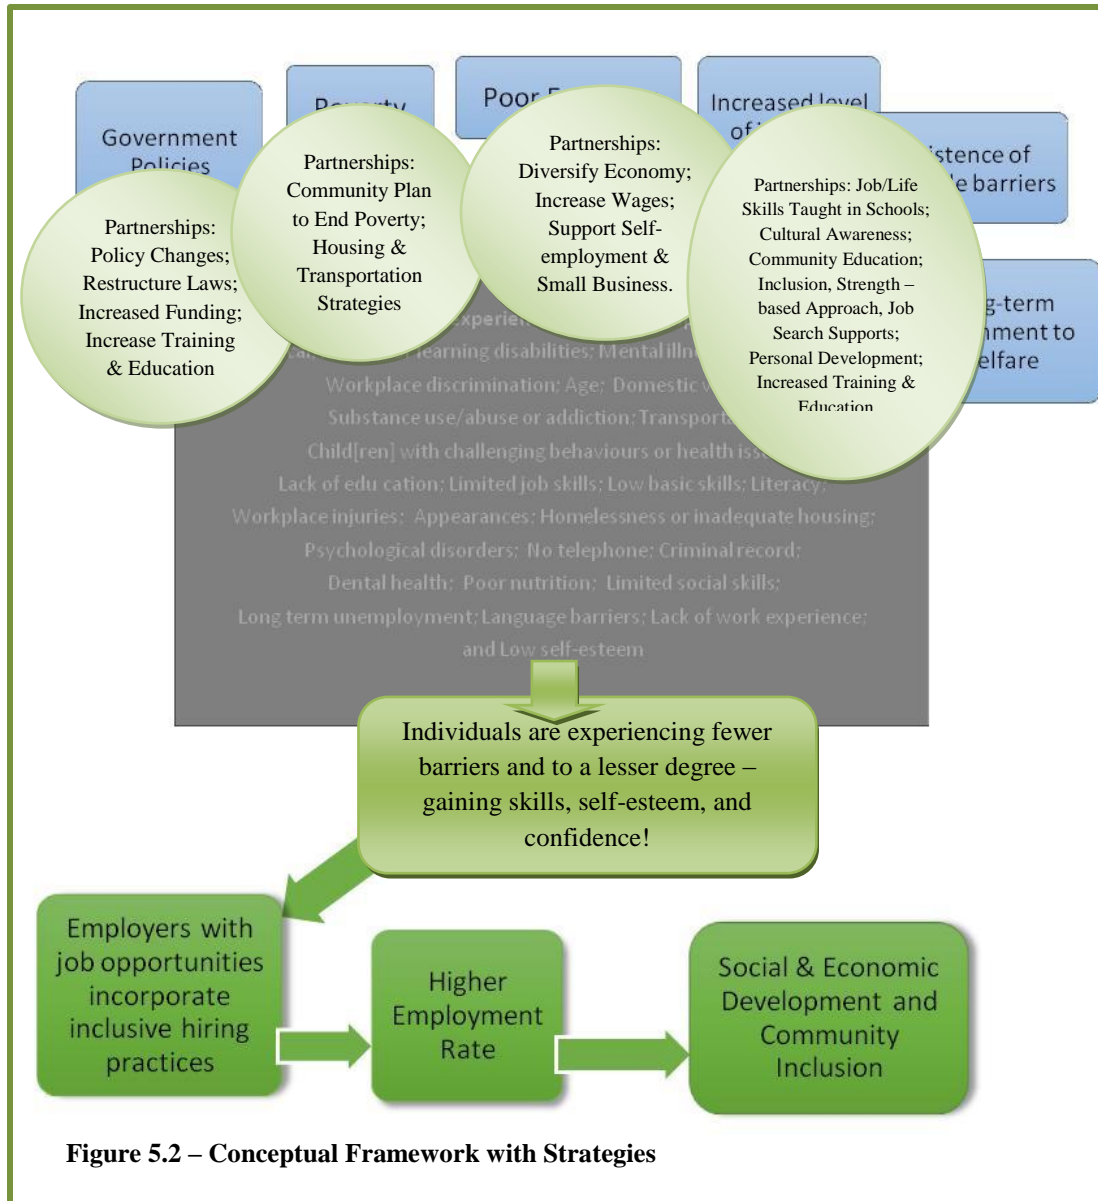 Government
Policies
Poverty
Poor
Increased level
of
istence of
barriers
g-term
nment to
elfare
Partnerships:
Policy Changes;
Restructure Laws;
Increased Funding;
Increase Training
& Education
Partnerships:
Community Plan
to End Poverty;
Housing &
Transportation
Strategies
Partnerships:
Diversify Economy;
Increase Wages;
Support Self-
employment &
Small Business.
Partnerships: Job/Life
Skills Taught in Schools;
Cultural Awareness;
Community Education;
Inclusion, Strength –
based Approach, Job
Search Supports;
Personal Development;
Increased Training &
Education
experien
learning disabilities; Mental illn
Workplace discrimination; Age; Domestic v
Substance use/abuse or addiction; Transport
Child[ren] with challenging behaviours or health iss
Lack of edu cation; Limited job skills; Low basic skills; Literacy;
Workplace injuries; Appearances; Homelessness or inadequate housing;
Psychological disorders; No telephone; Criminal record;
Dental health; Poor nutrition; Limited social skills;
Long term unemployment; Language barriers; Lack of work experience;
and Low self-esteem
Individuals are experiencing fewer
barriers and to a lesser degree –
gaining skills, self-esteem, and
confidence!
Employers with
job opportunities
incorporate
inclusive hiring
practices
Higher
Employment
Rate
Social & Economic
Development and
Community
Inclusion
Figure 5.2 – Conceptual Framework with Strategies